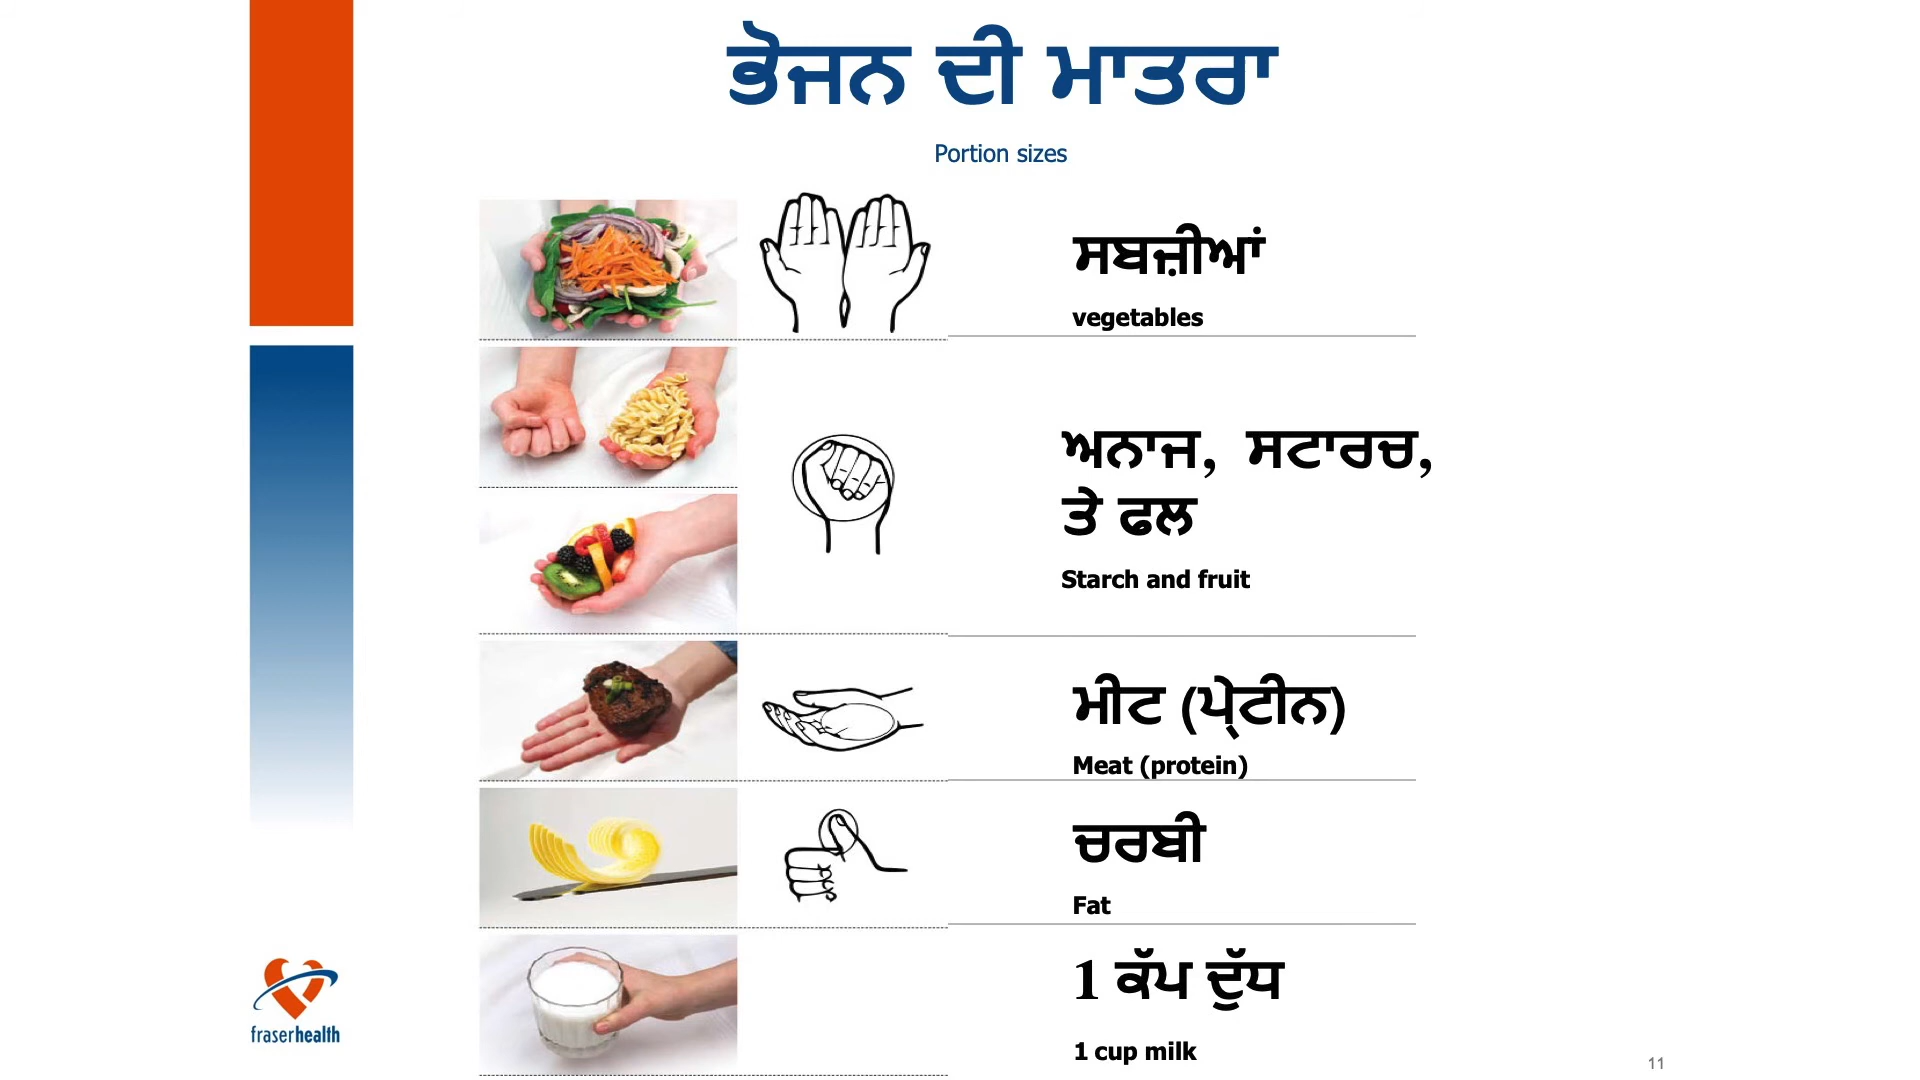 ਭੋਜਨ ਦੀ ਮਾਤਰਾ
Portion sizes
ਸਬਜ਼ੀਆਂ
vegetables
ਅਨਾਜ, ਸਟਾਰਚ,
ਤੇ ਫਲ
Starch and fruit
ਮੀਟ (ਪ੍ਰੇਟੀਨ)
Meat (protein)
ਚਰਬੀ
Fat
1 ਕੱਪ ਦੁੱਧ
1 cup milk
fraserhealth
11